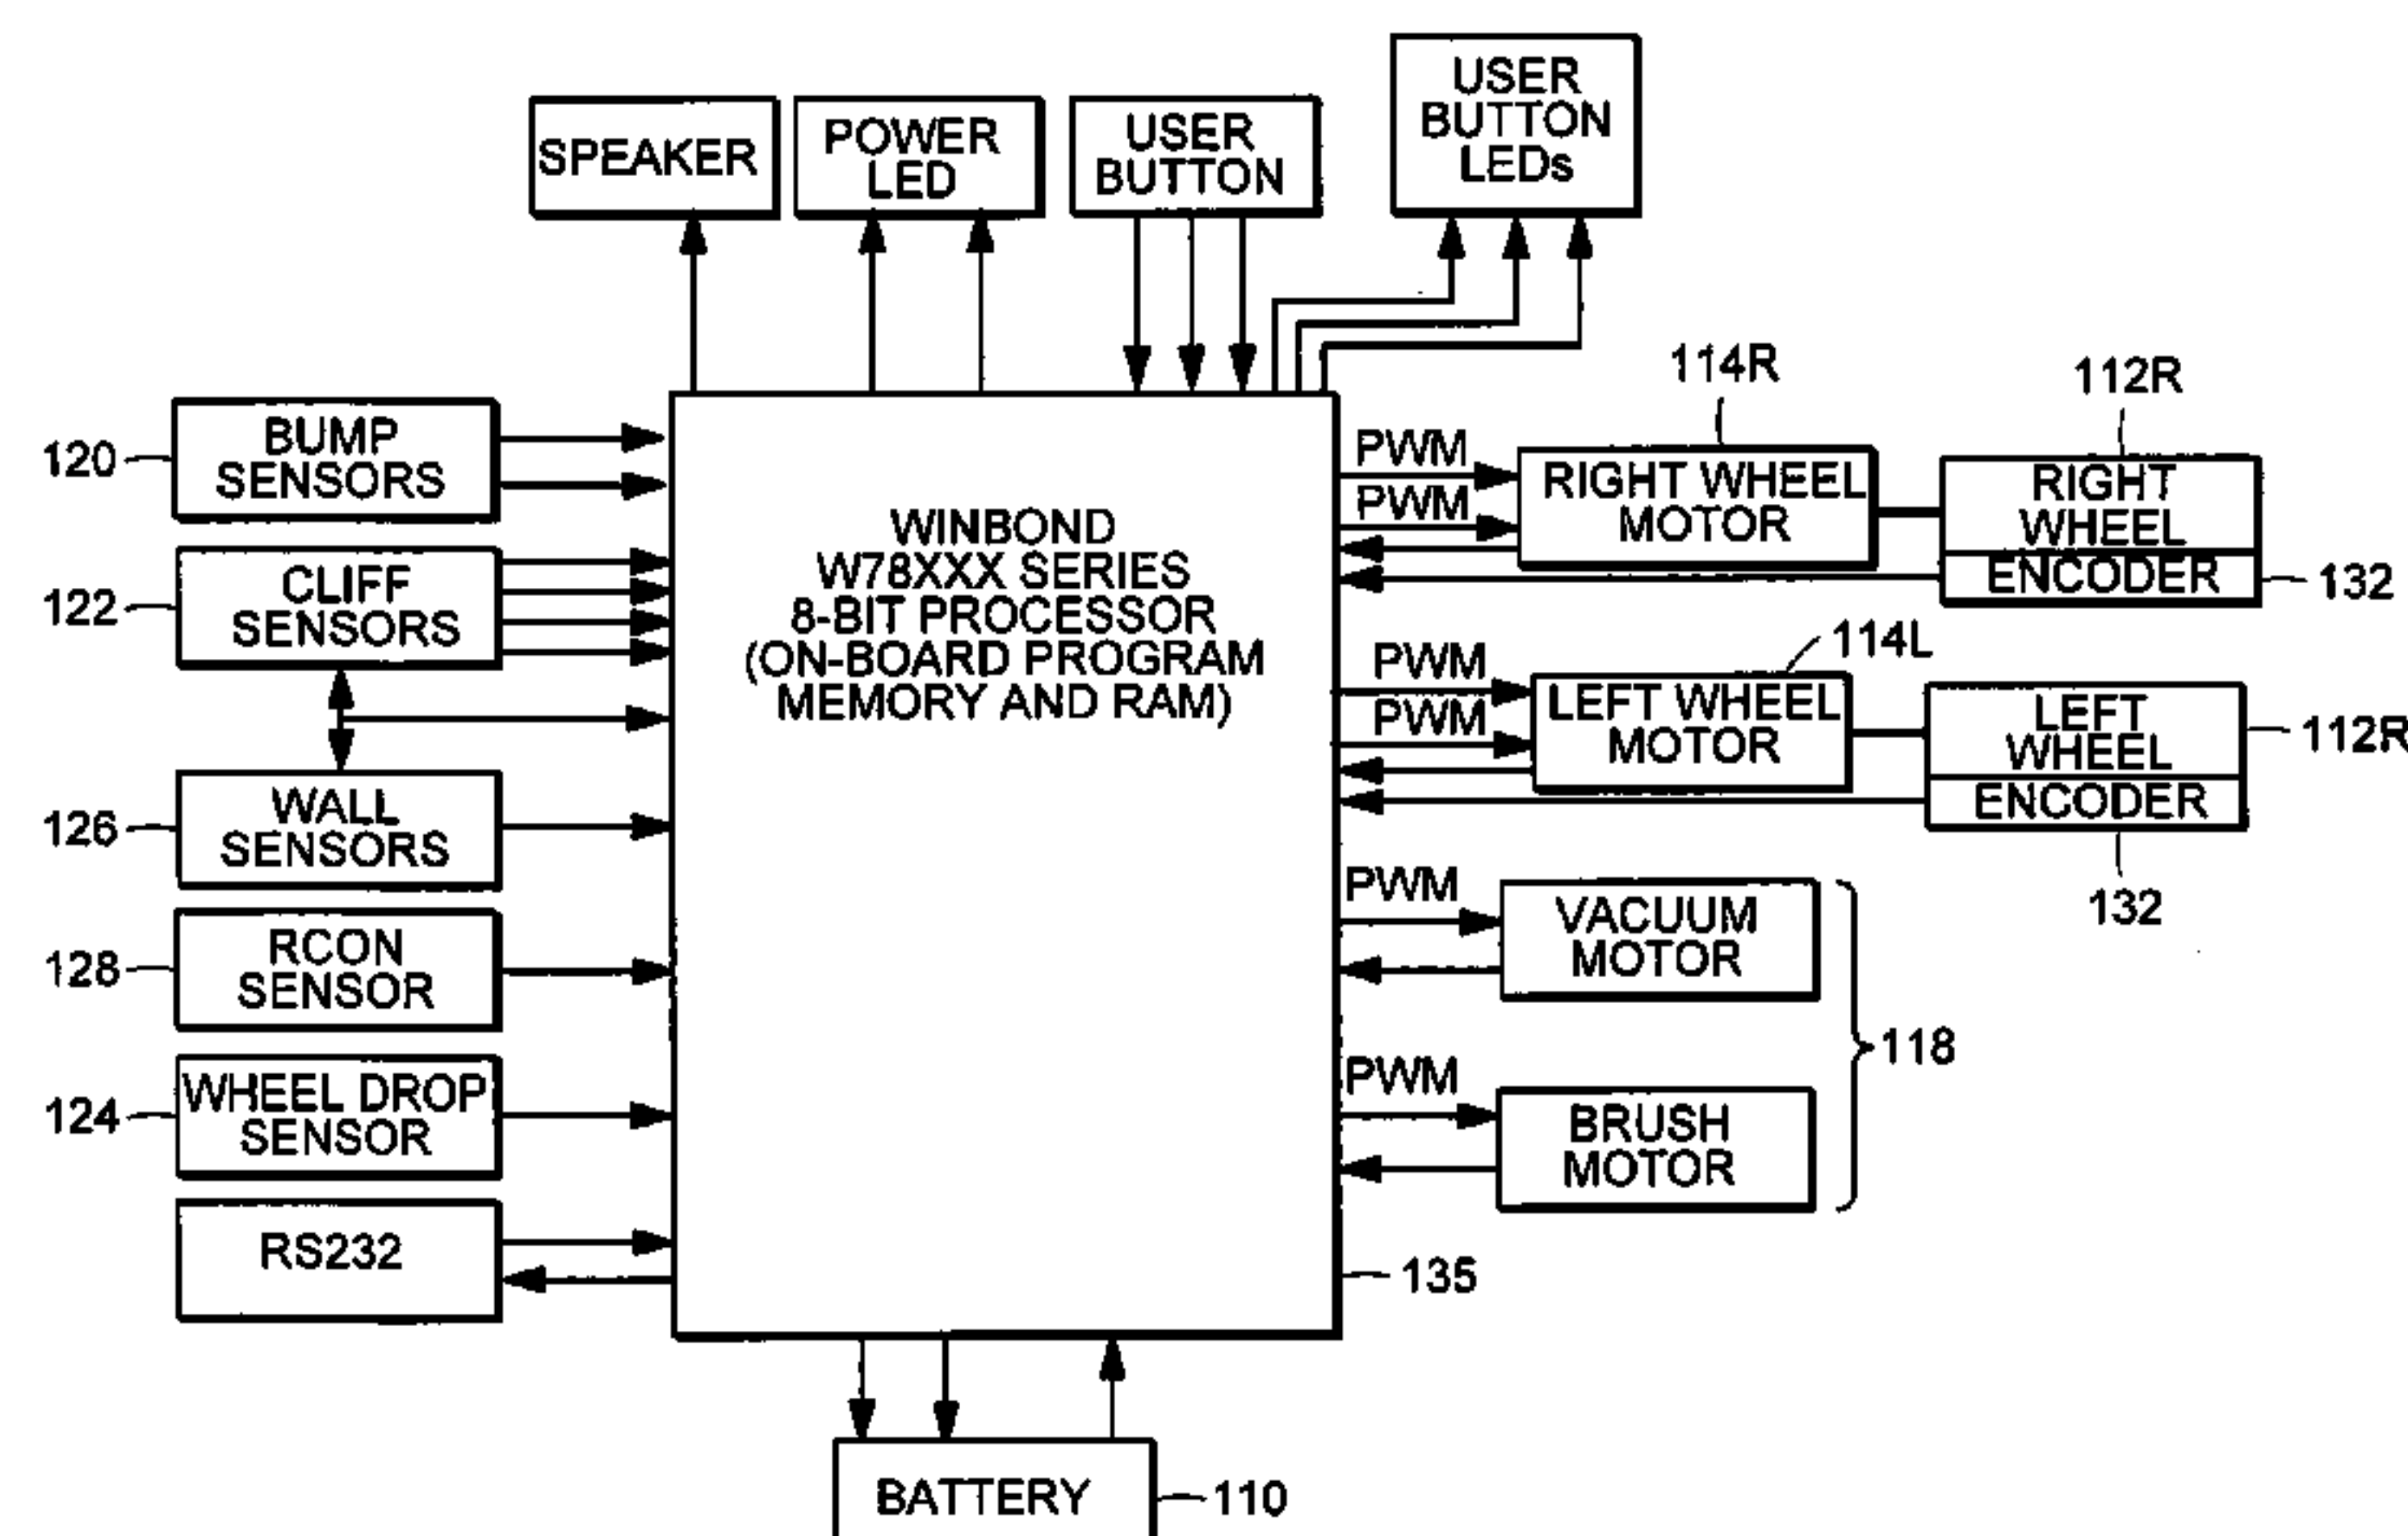 SPEAKER
POWER
LED
USER
BUTTON
USER
BUTTON
LEDs
120
BUMP
SENSORS
122
CLIFF
SENSORS
126
WALL
SENSORS
128
RCON
SENSOR
124
WHEEL DROP
SENSOR
RS232
WINBOND
W78XXX SERIES
8-BIT PROCESSOR
(ON-BOARD PROGRAM
MEMORY AND RAM)
135
PWM
PWM
114R
RIGHT WHEEL
MOTOR
112R
RIGHT
WHEEL
ENCODER
132
PWM
PWM
114L
LEFT WHEEL
MOTOR
LEFT
WHEEL
112R
ENCODER
132
PWM
VACUUM
MOTOR
118
PWM
BRUSH
MOTOR
BATTERY
110